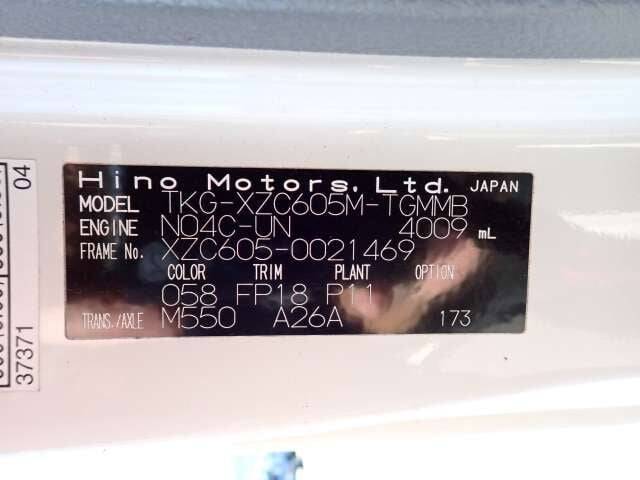 Hino Motors, Ltd. JAPAN
MODEL TKG-XZC605M-TGMMB
ENGINE N04C-UN 4009 mL
FRAME No. XZC605-0021469
COLOR TRIM PLANT OPTION
058 FP18 P11
TRANS./AXLE M550 A26A 173
04
37371